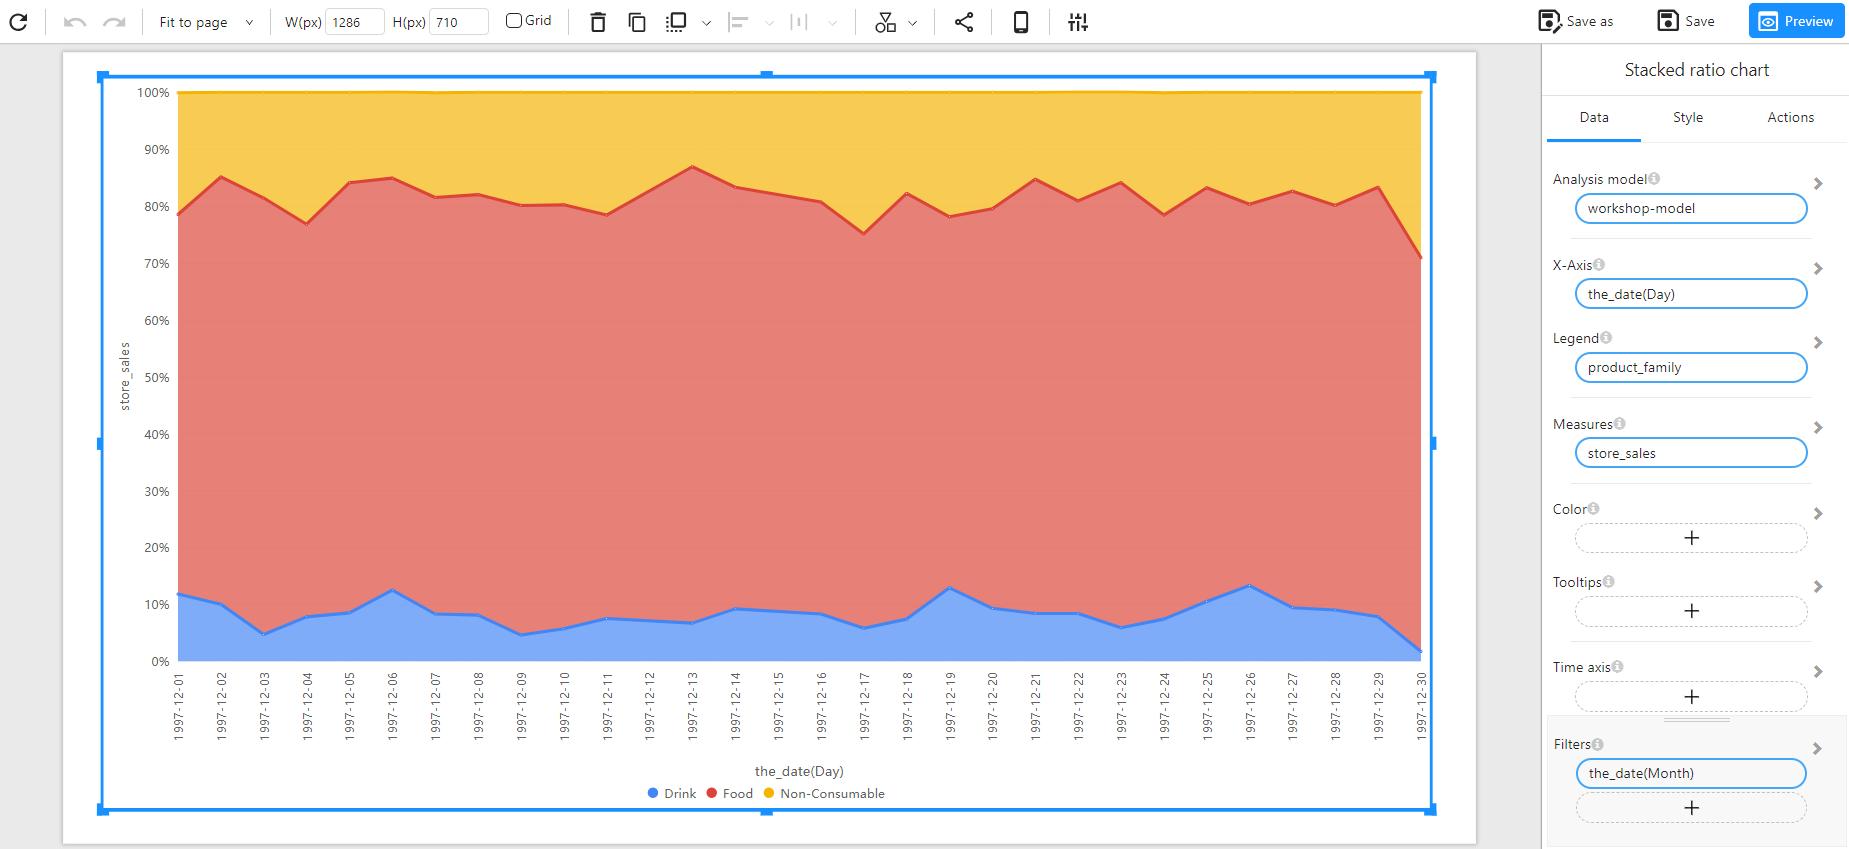 Fit to page W(px) 1286 H(px) 710 Grid Save as Save Preview
Stacked ratio chart
Data Style Actions
Analysis model
workshop-model
X-Axis
the_date(Day)
Legend
product_family
Measures
store_sales
Color
+
Tooltips
+
Time axis
+
Filters
the_date(Month)
+
100%
90%
80%
70%
60%
50%
40%
30%
20%
10%
0%
store_sales
1997-12-01
1997-12-02
1997-12-03
1997-12-04
1997-12-05
1997-12-06
1997-12-07
1997-12-08
1997-12-09
1997-12-10
1997-12-11
1997-12-12
1997-12-13
1997-12-14
1997-12-15
1997-12-16
1997-12-17
1997-12-18
1997-12-19
1997-12-20
1997-12-21
1997-12-22
1997-12-23
1997-12-24
1997-12-25
1997-12-26
1997-12-27
1997-12-28
1997-12-29
1997-12-30
the_date(Day)
Drink Food Non-Consumable